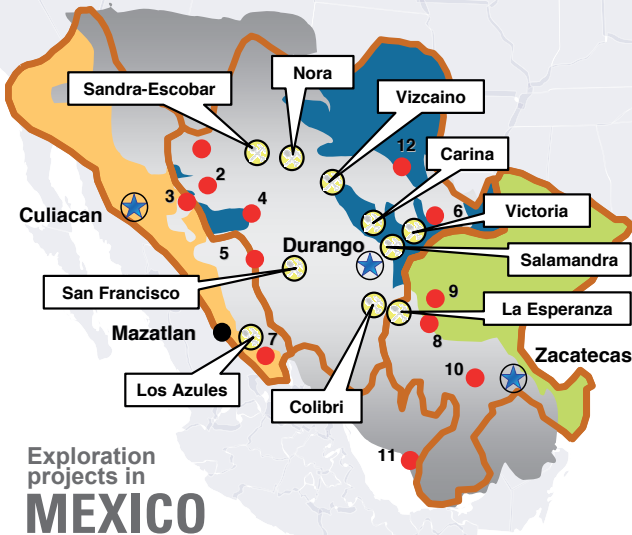 Nora
Sandra-Escobar
Vizcaino
12
Carina
2
3
4
6
Victoria
Culiacan
Durango
5
Salamandra
San Francisco
9
La Esperanza
Mazatlan
8
7
Zacatecas
10
Los Azules
Colibri
11
Exploration
projects in
MEXICO